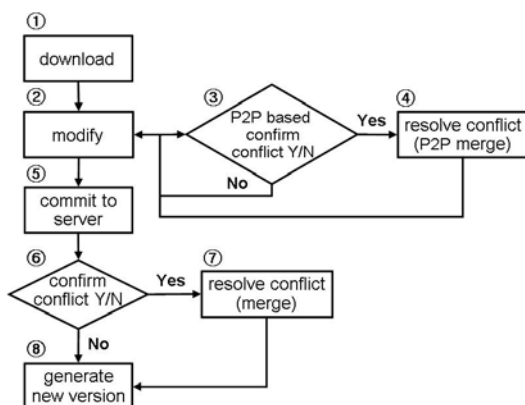 ①
download
②
modify
③
P2P based
confirm
conflict Y/N
Yes
No
④
resolve conflict
(P2P merge)
⑤
commit to
server
⑥
confirm
conflict Y/N
Yes
No
⑦
resolve conflict
(merge)
⑧
generate
new version